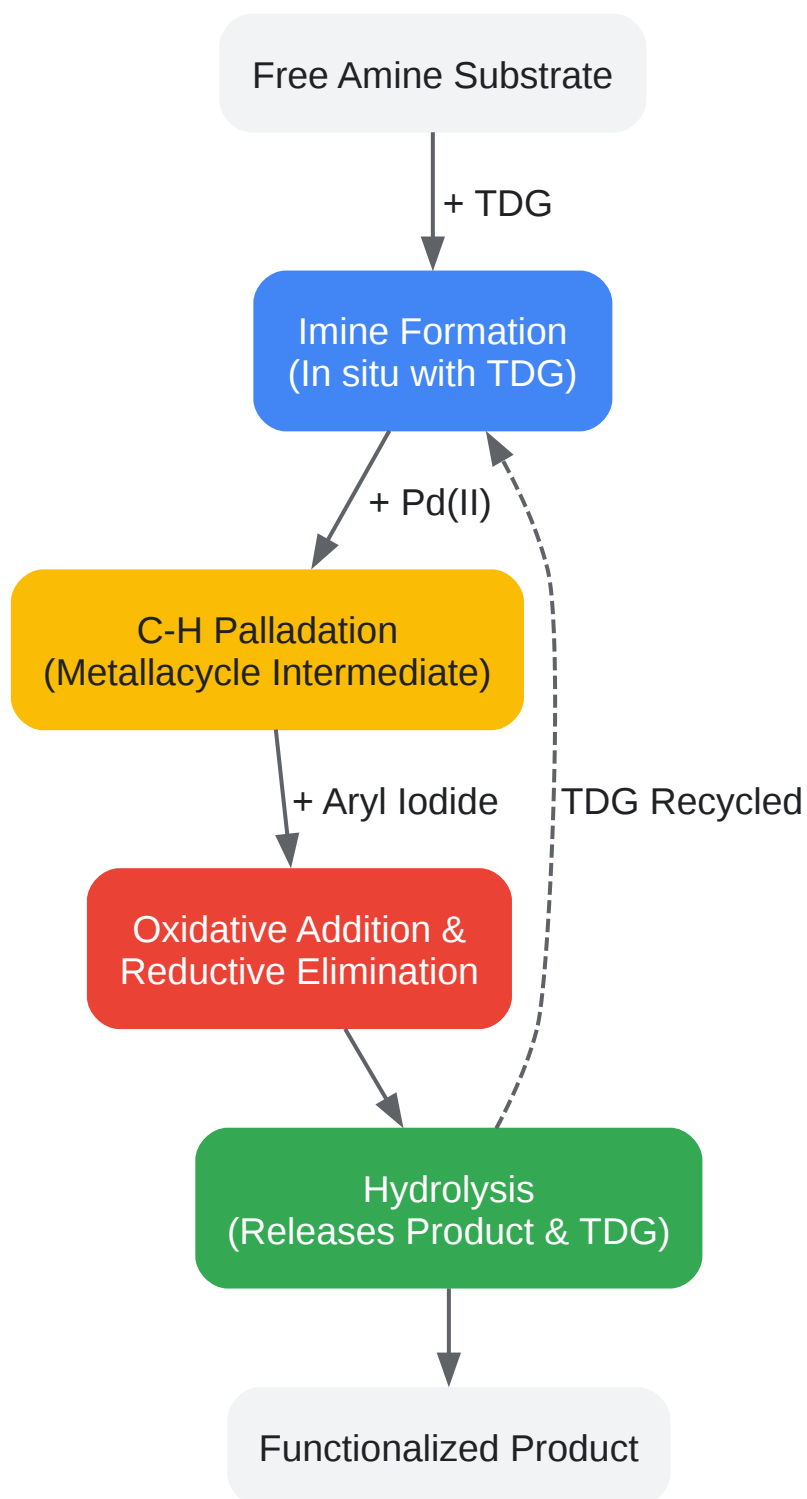 Free Amine Substrate
+ TDG
Imine Formation
(In situ with TDG)
+ Pd(II)
C-H Palladation
(Metallacycle Intermediate)
+ Aryl Iodide
TDG Recycled
Oxidative Addition &
Reductive Elimination
Hydrolysis
(Releases Product & TDG)
Functionalized Product